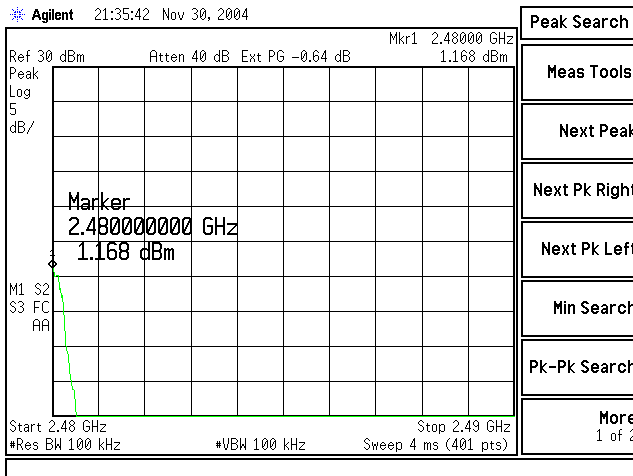 Agilent 21:35:42 Nov 30, 2004
Mkr1 2.48000 GHz
Ref 30 dBm Atten 40 dB Ext PG -0.64 dB 1.168 dBm
Peak
Log
5
dB/
Marker
2.480000000 GHz
1.168 dBm
1
M1 S2
S3 FC
AA
Start 2.48 GHz Stop 2.49 GHz
#Res BW 100 kHz #VBW 100 kHz Sweep 4 ms (401 pts)
Peak Search
Meas Tools
Next Peak
Next Pk Right
Next Pk Left
Min Search
Pk-Pk Search
More
1 of 2